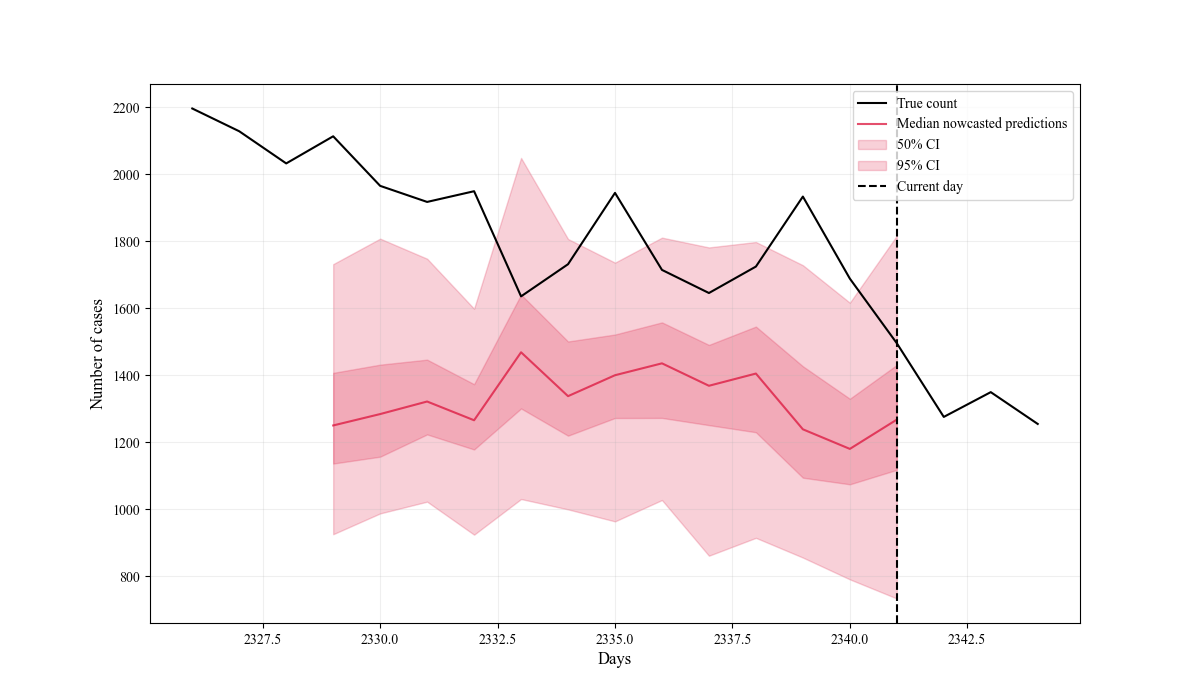 2200
2000
1800
1600
1400
1200
1000
800
Number of cases
2327.5
2330.0
2332.5
2335.0
2337.5
2340.0
2342.5
Days
True count
Median nowcasted predictions
50% CI
95% CI
Current day